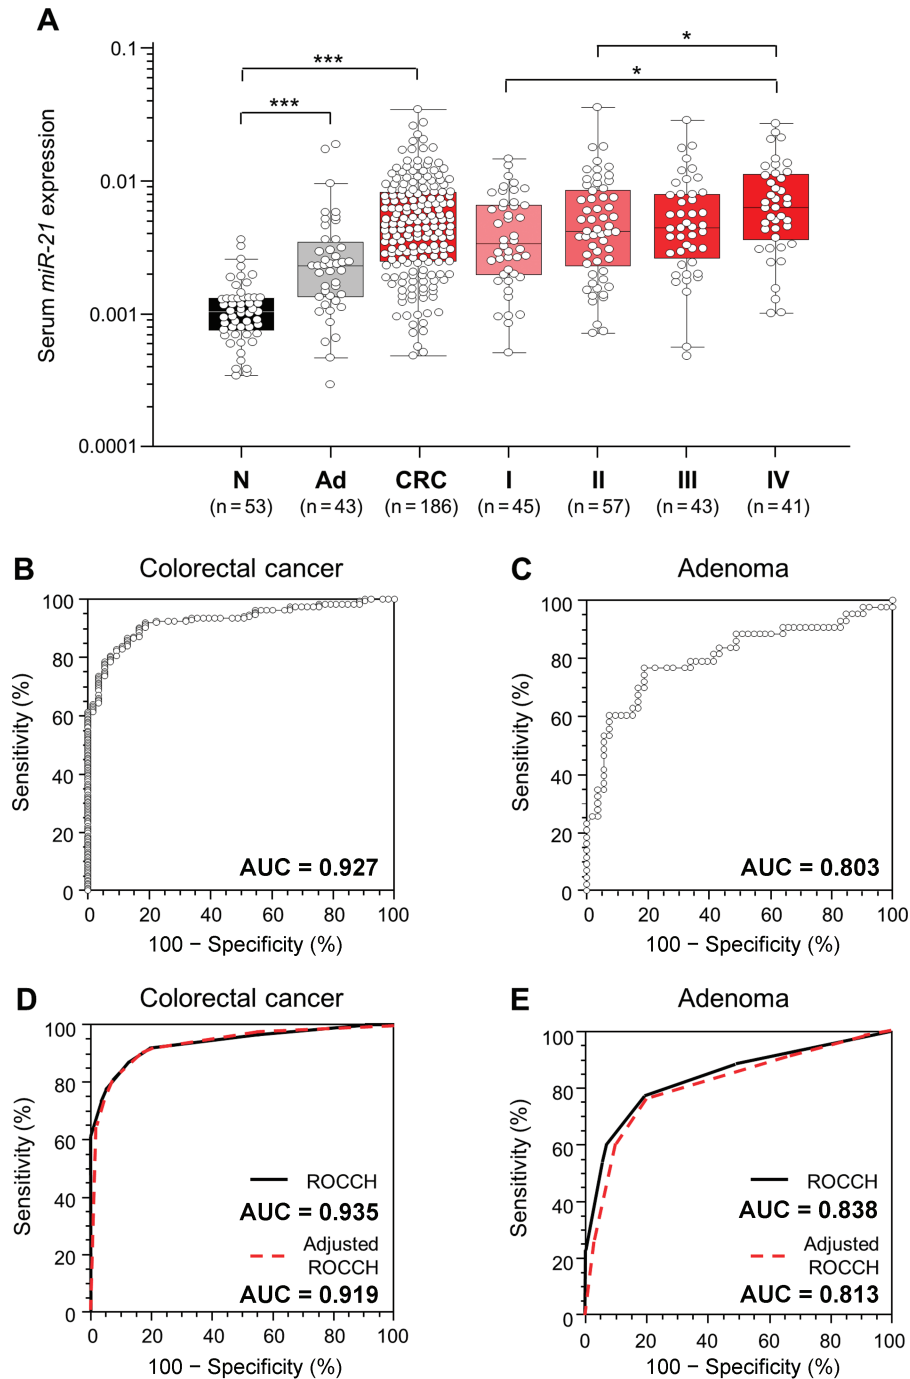 A
Serum miR-21 expression
0.1
0.01
0.001
0.0001
***
***
*
*
N Ad CRC I II III IV
(n=53) (n=43) (n=186) (n=45) (n=57) (n=43) (n=41)
B
Colorectal cancer
Sensitivity (%)
100
80
60
40
20
0
AUC = 0.927
0 20 40 60 80 100
100 − Specificity (%)
C
Adenoma
Sensitivity (%)
100
80
60
40
20
0
AUC = 0.803
0 20 40 60 80 100
100 − Specificity (%)
D
Colorectal cancer
Sensitivity (%)
100
80
60
40
20
0
ROCCH
AUC = 0.935
Adjusted
ROCCH
AUC = 0.919
0 20 40 60 80 100
100 − Specificity (%)
E
Adenoma
Sensitivity (%)
100
80
60
40
20
0
ROCCH
AUC = 0.838
Adjusted
ROCCH
AUC = 0.813
0 20 40 60 80 100
100 − Specificity (%)